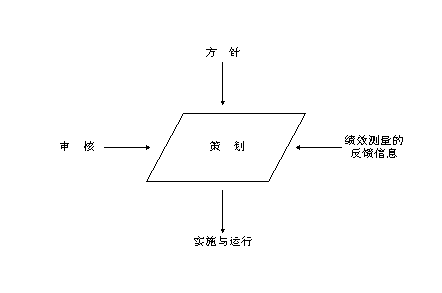 方 针
审 核
策 划
绩效测量的
反馈信息
实施与运行